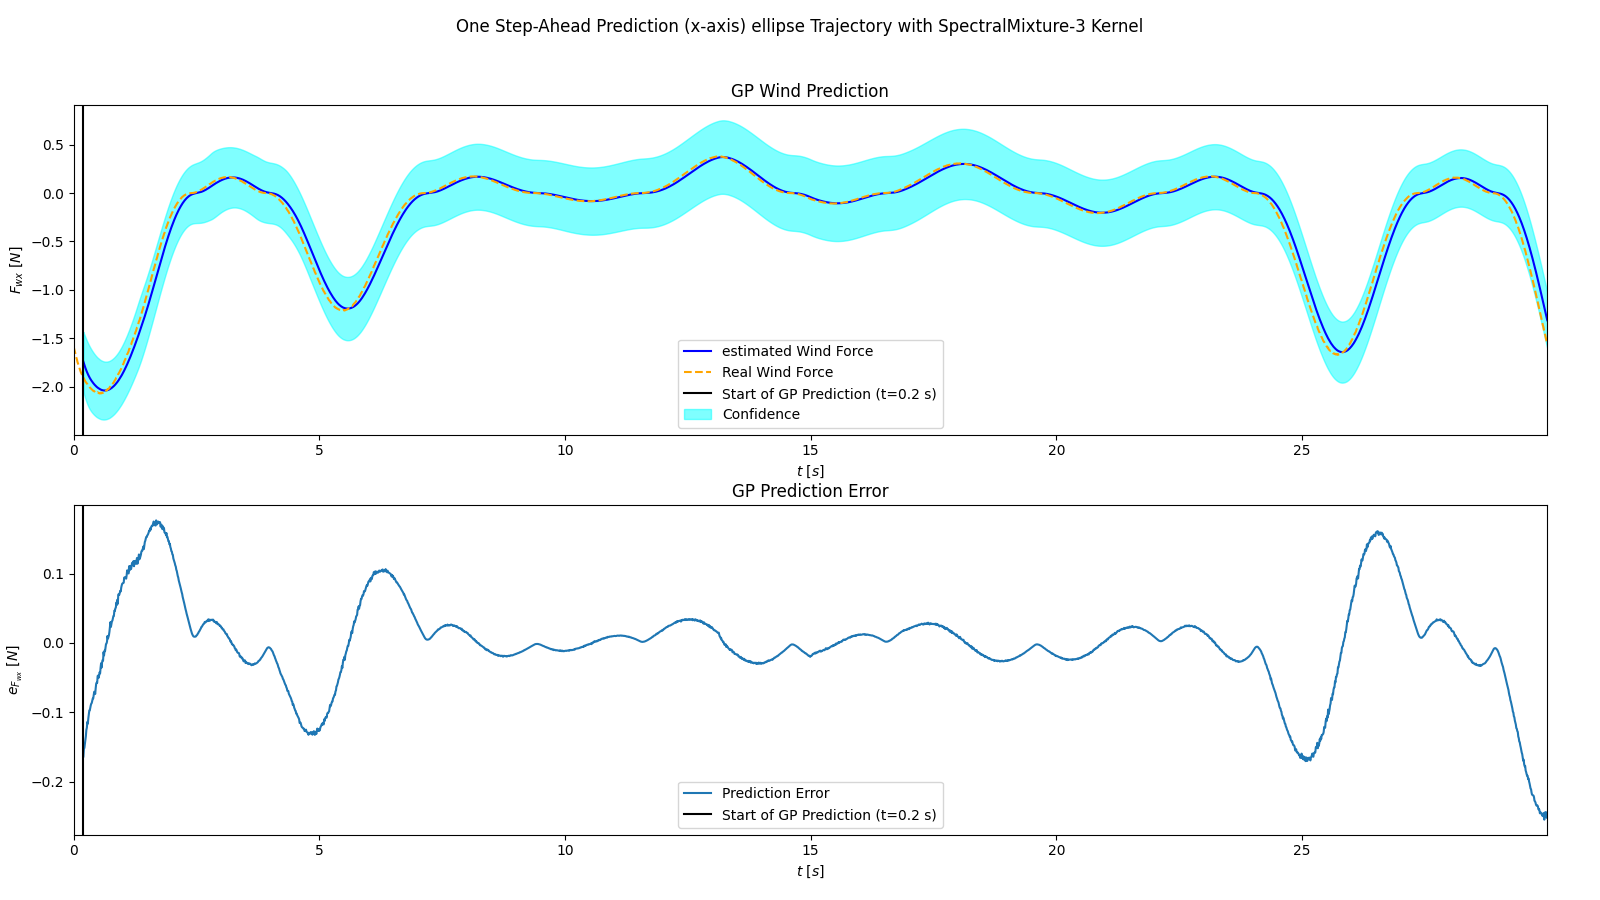 One Step-Ahead Prediction (x-axis) ellipse Trajectory with SpectralMixture-3 Kernel
GP Wind Prediction
F_wx [N]
0.5
0.0
−0.5
−1.0
−1.5
−2.0
estimated Wind Force
Real Wind Force
Start of GP Prediction (t=0.2 s)
Confidence
0 5 10 15 20 25
t [s]
GP Prediction Error
e_F_wx [N]
0.1
0.0
−0.1
−0.2
Prediction Error
Start of GP Prediction (t=0.2 s)
0 5 10 15 20 25
t [s]